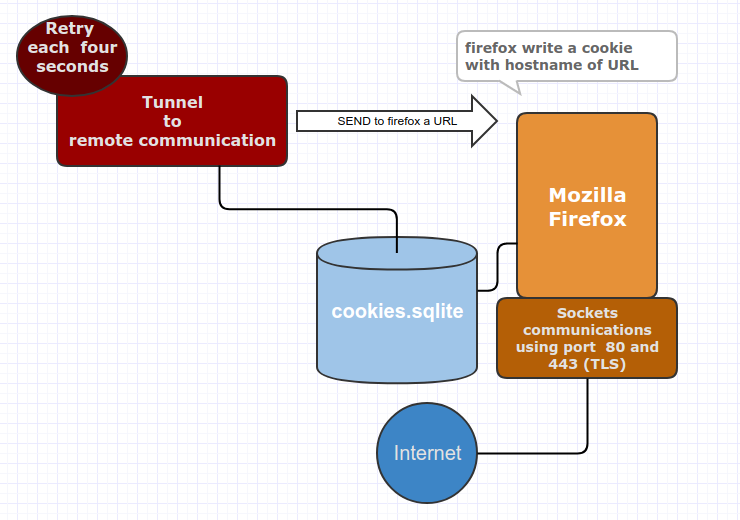 Retry
each four
seconds
Tunnel
to
remote communication
SEND to firefox a URL
firefox write a cookie
with hostname of URL
Mozilla
Firefox
cookies.sqlite
Sockets
communications
using port 80 and
443 (TLS)
Internet